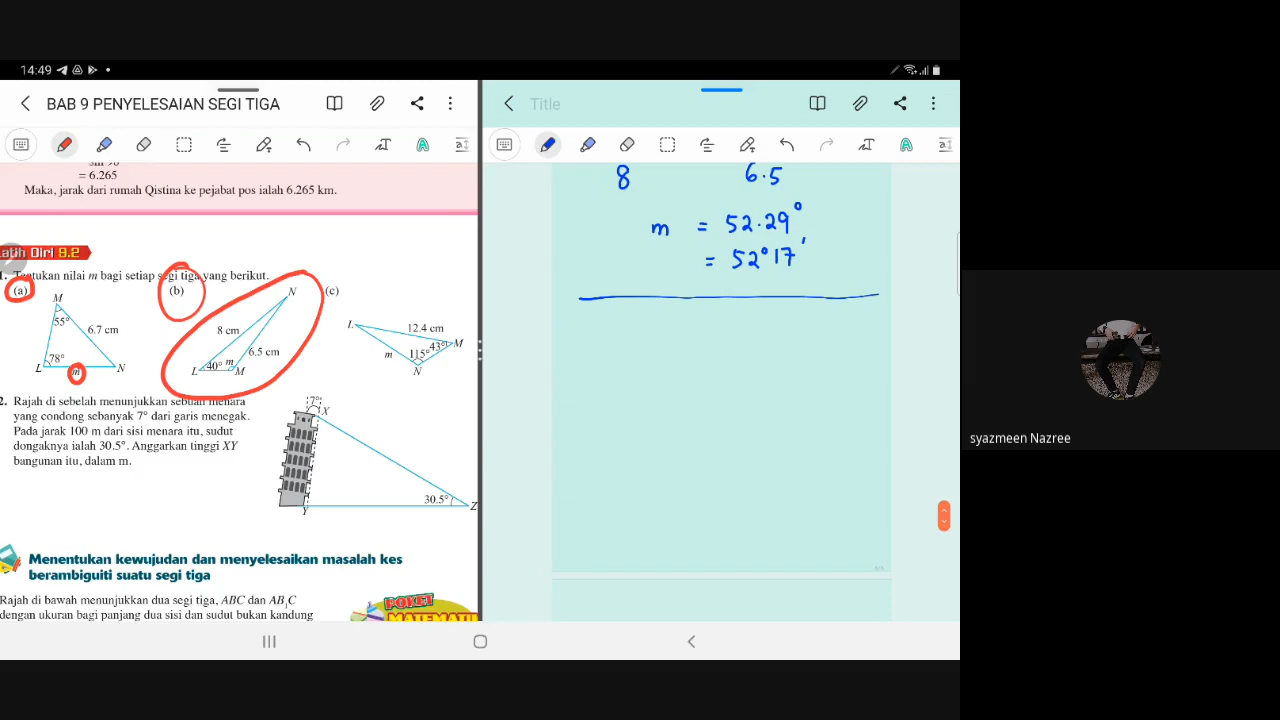 14:49
BAB 9 PENYELESAIAN SEGI TIGA
Title
sin 96
= 6.265
Maka, jarak dari rumah Qistina ke pejabat pos ialah 6.265 km.
Latih Diri 9.2
1. Tentukan nilai m bagi setiap segi tiga yang berikut.
(a)
(b)
(c)
M
55°
6.7 cm
78°
L
m
N
N
8 cm
6.5 cm
40°
m
L
M
L
12.4 cm
43°
M
m
115°
N
2. Rajah di sebelah menunjukkan sebuah menara
yang condong sebanyak 7° dari garis menegak.
Pada jarak 100 m dari sisi menara itu, sudut
dongaknya ialah 30.5°. Anggarkan tinggi XY
bangunan itu, dalam m.
7°
X
30.5°
Y
Z
Menentukan kewujudan dan menyelesaikan masalah kes
berambiguiti suatu segi tiga
Rajah di bawah menunjukkan dua segi tiga, ABC dan AB₁C
dengan ukuran bagi panjang dua sisi dan sudut bukan kandung
POKET
8
6.5
m = 52.29°
= 52°17'
syazmeen Nazree